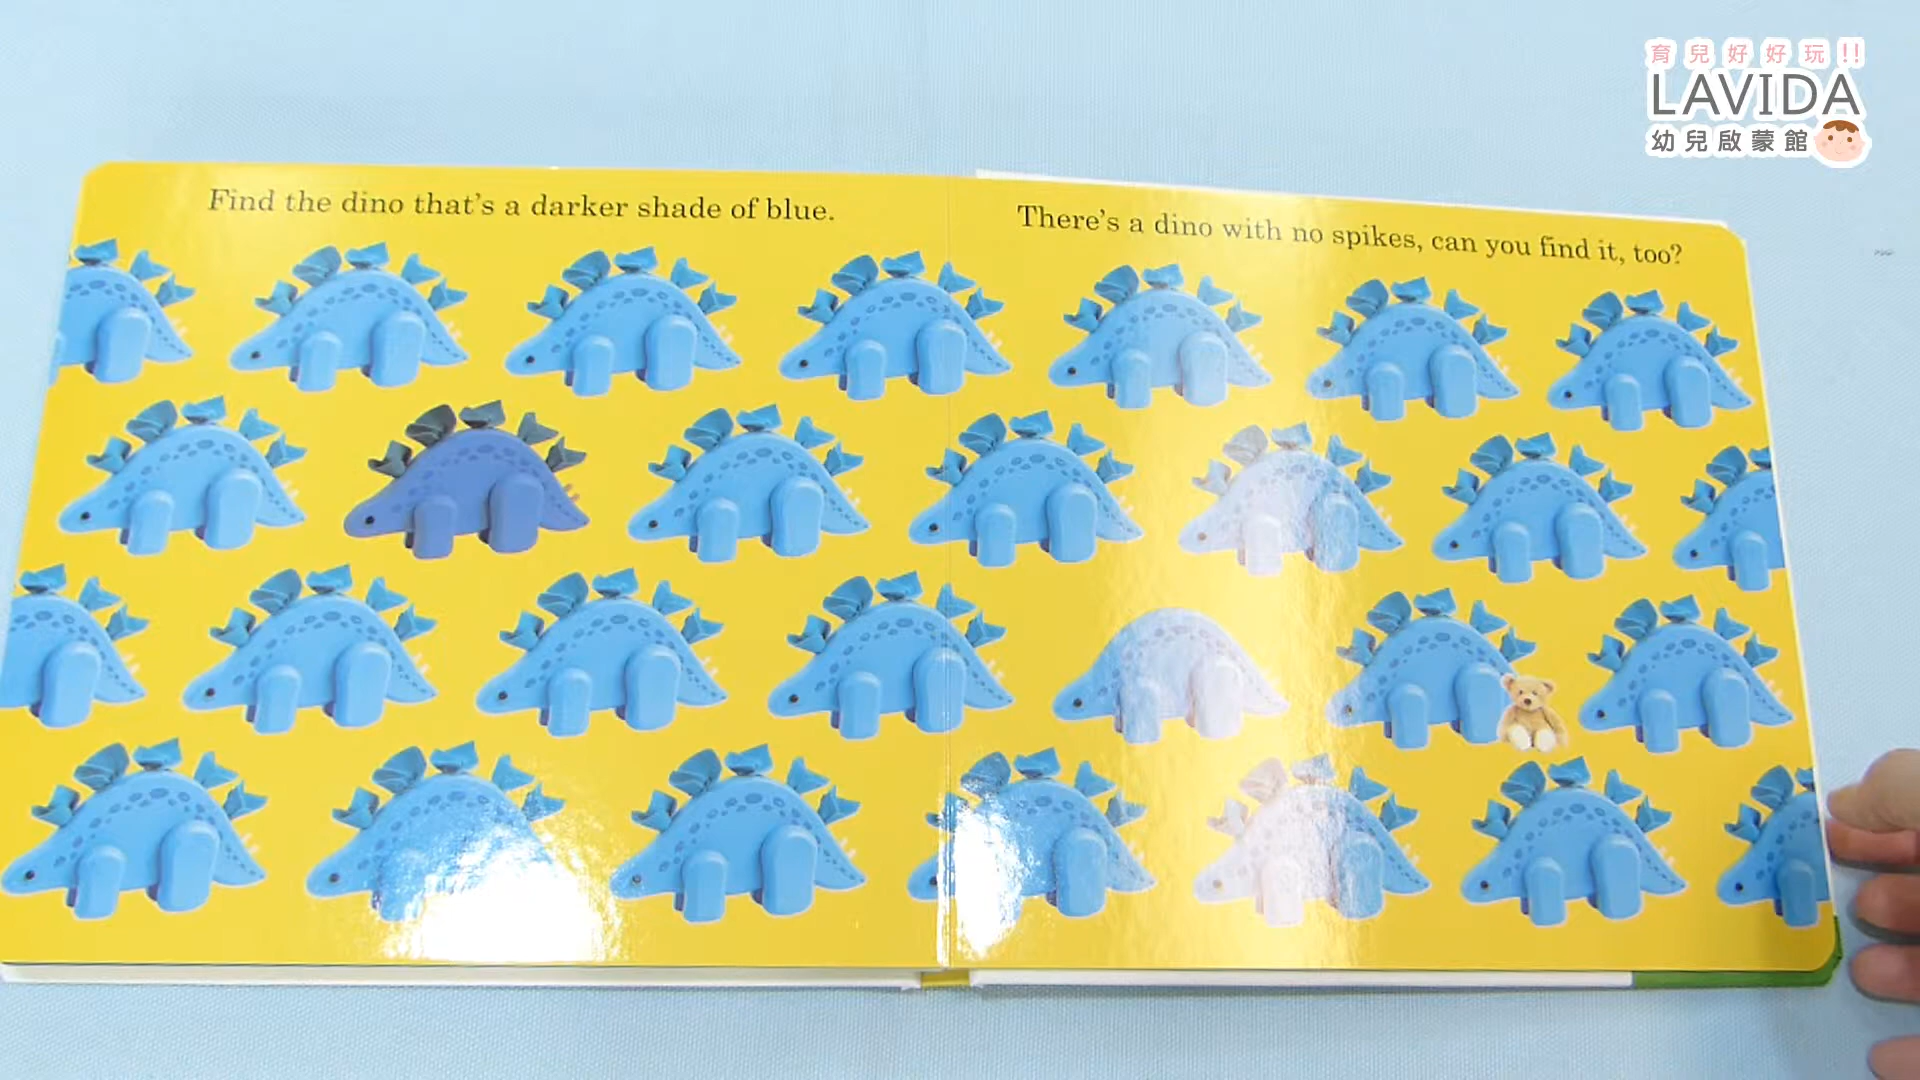 育兒好好玩!!
LAVIDA
幼兒啟蒙館
Find the dino that's a darker shade of blue.
There's a dino with no spikes, can you find it, too?